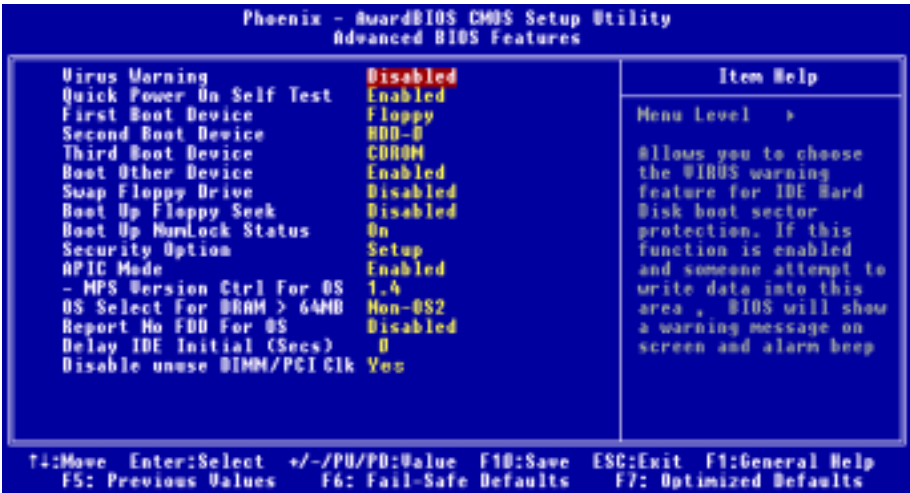 Phoenix - AwardBIOS CMOS Setup Utility
Advanced BIOS Features
Virus Warning Disabled
Quick Power On Self Test Enabled
First Boot Device Floppy
Second Boot Device HDD-0
Third Boot Device CDROM
Boot Other Device Enabled
Swap Floppy Drive Disabled
Boot Up Floppy Seek Disabled
Boot Up NumLock Status On
Security Option Setup
APIC Mode Enabled
- MPS Version Ctrl For OS 1.4
OS Select For DRAM > 64MB Non-OS2
Report No FDD For OS Disabled
Delay IDE Initial (Secs) 0
Disable unuse DIMM/PCI Clk Yes
Item Help
Menu Level ▸
Allows you to choose
the VIRUS warning
feature for IDE Hard
Disk boot sector
protection. If this
function is enabled
and someone attempt to
write data into this
area , BIOS will show
a warning message on
screen and alarm beep
↑↓:Move Enter:Select +/-/PU/PD:Value F10:Save ESC:Exit F1:General Help
F5: Previous Values F6: Fail-Safe Defaults F7: Optimized Defaults